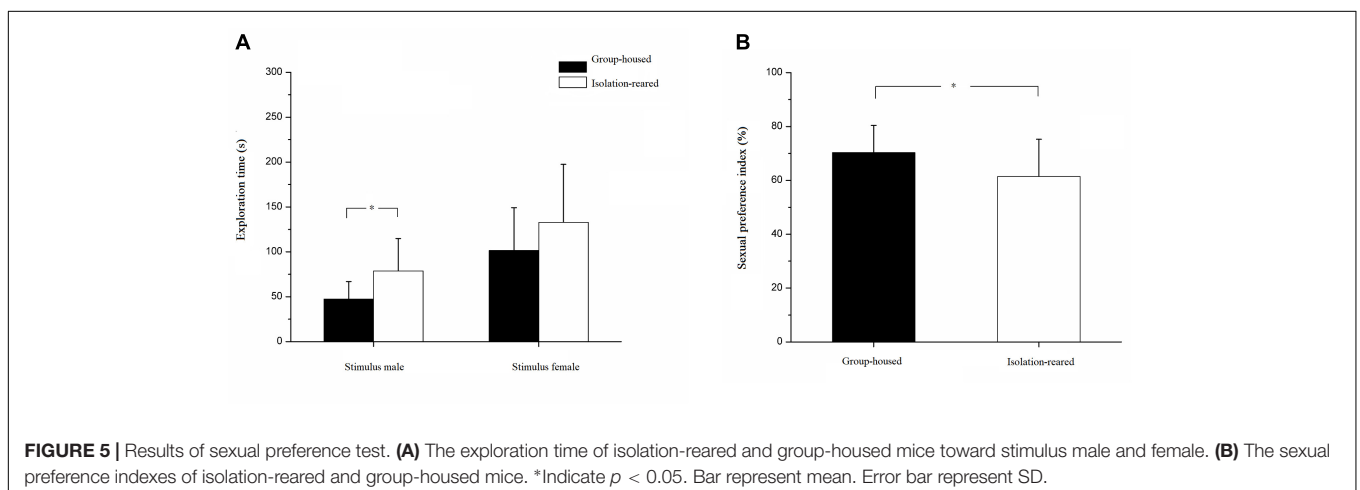 A
300
250
200
150
100
50
0
Exploration time (s)
Group-housed
Isolation-reared
*
Stimulus male
Stimulus female
B
100
80
60
40
20
0
Sexual preference index (%)
*
Group-housed
Isolation-reared
FIGURE 5 | Results of sexual preference test. (A) The exploration time of isolation-reared and group-housed mice toward stimulus male and female. (B) The sexual
preference indexes of isolation-reared and group-housed mice. *Indicate p < 0.05. Bar represent mean. Error bar represent SD.